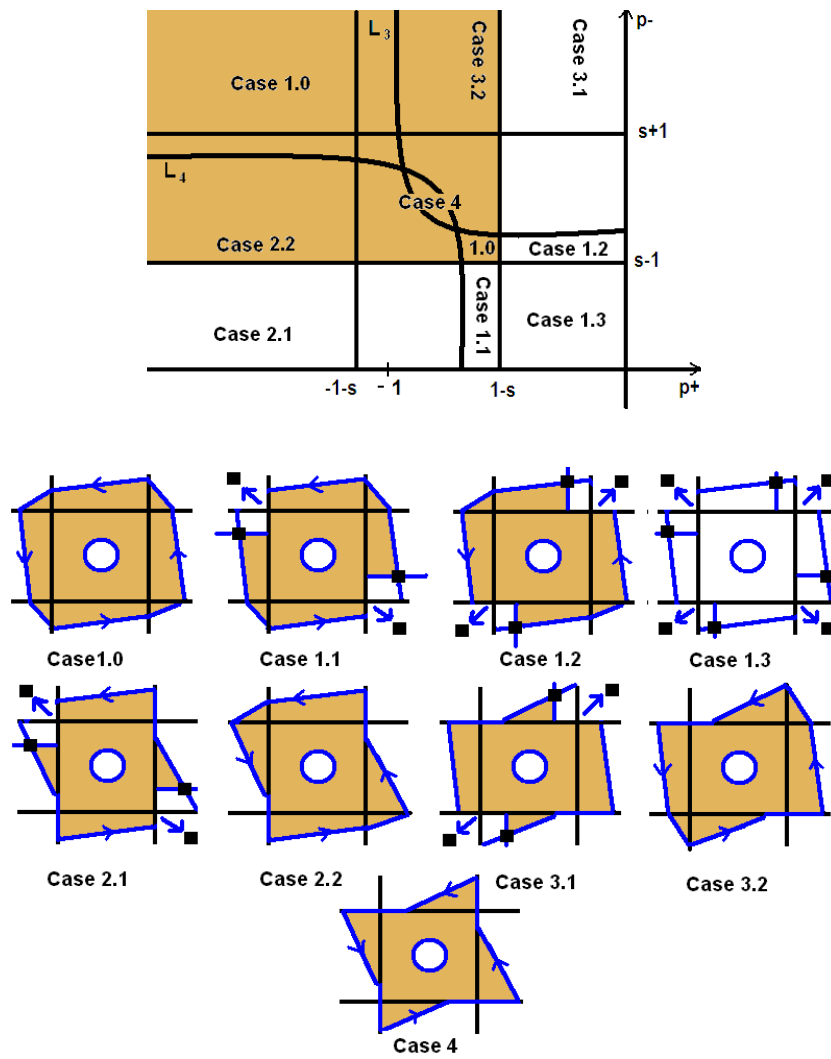 p-
L3
Case 3.2
Case 3.1
Case 1.0
s+1
L4
Case 4
Case 2.2
1.0
Case 1.2
s-1
Case 2.1
Case 1.1
Case 1.3
-1-s
- 1
1-s
p+
Case1.0
Case 1.1
Case 1.2
Case 1.3
Case 2.1
Case 2.2
Case 3.1
Case 3.2
Case 4